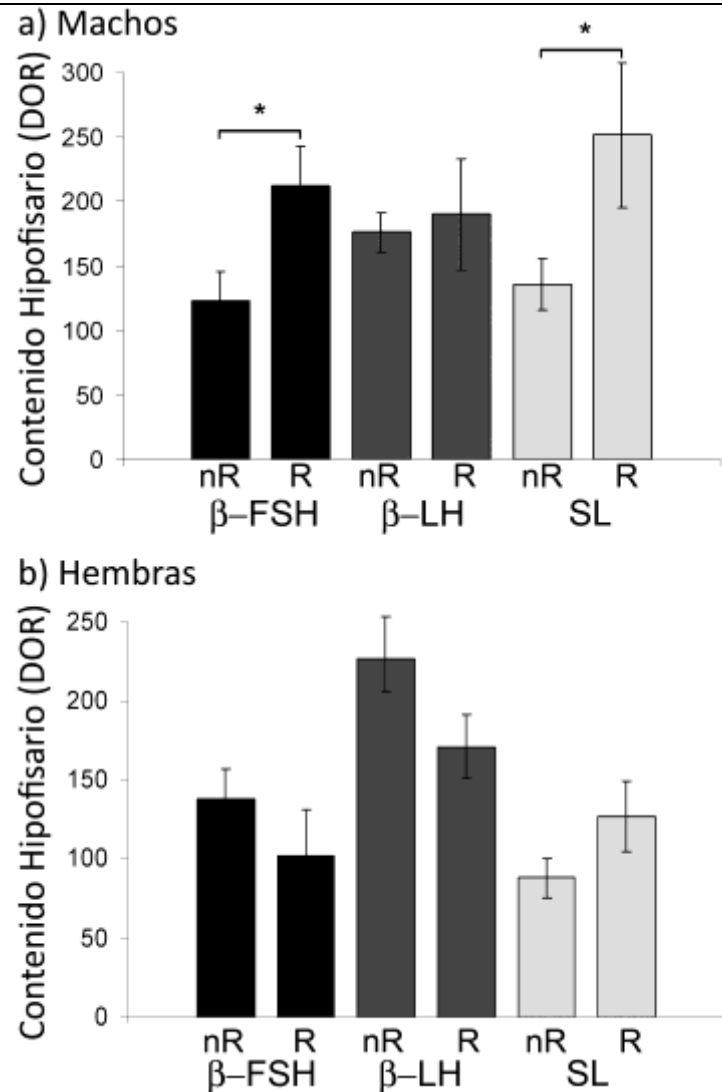 a) Machos
Contenido Hipofisario (DOR)
300
250
200
150
100
50
0
*
*
nR R nR R nR R
β–FSH β–LH SL
b) Hembras
Contenido Hipofisario (DOR)
250
200
150
100
50
0
nR R nR R nR R
β–FSH β–LH SL